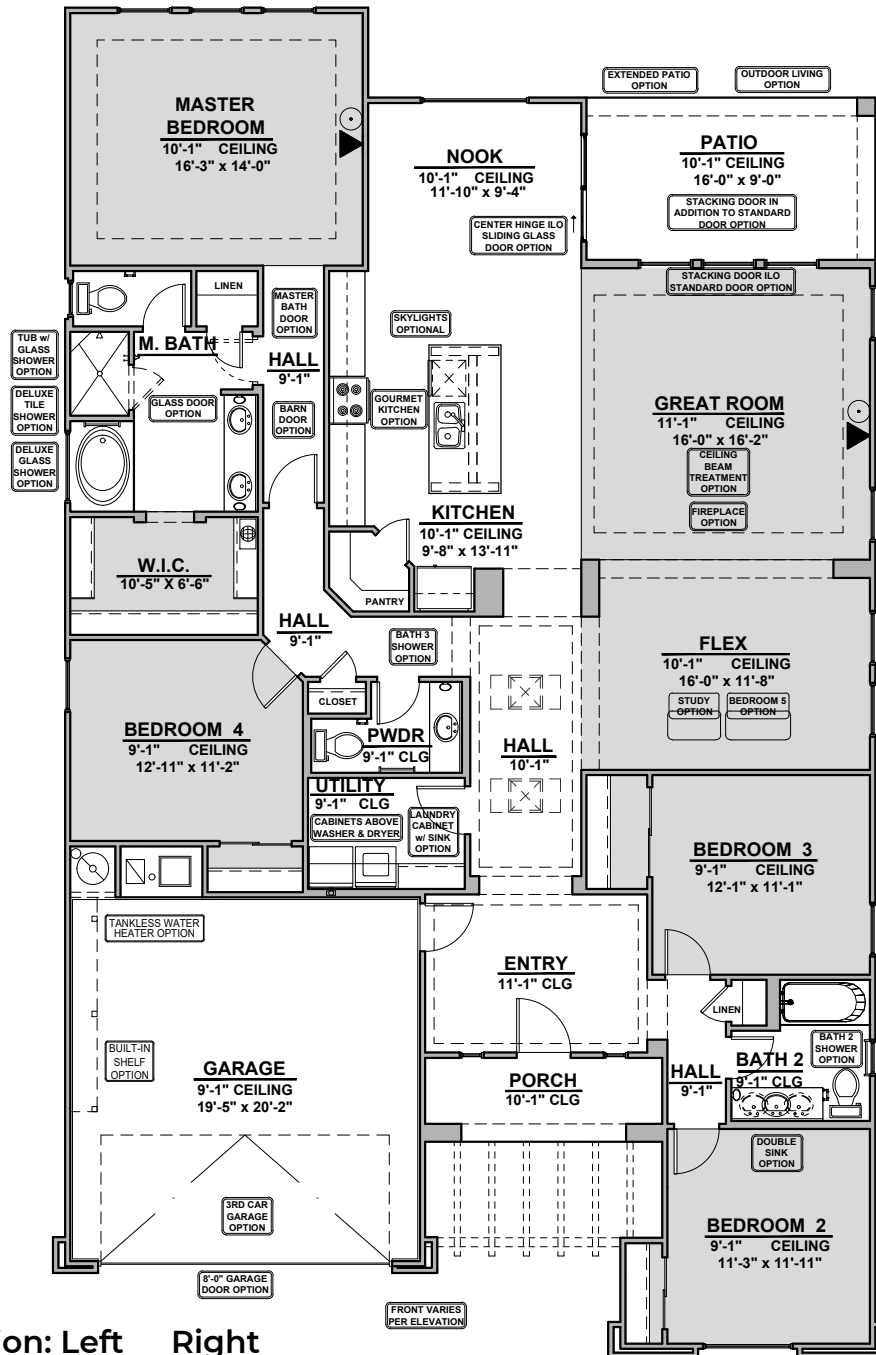 EXTENDED PATIO
OPTION
OUTDOOR LIVING
OPTION
MASTER
BEDROOM
10'-1" CEILING
16'-3" x 14'-0"
NOOK
10'-1" CEILING
11'-10" x 9'-4"
PATIO
10'-1" CEILING
16'-0" x 9'-0"
STACKING DOOR IN
ADDITION TO STANDARD
DOOR OPTION
CENTER HINGE ILO
SLIDING GLASS
DOOR OPTION
STACKING DOOR ILO
STANDARD DOOR OPTION
LINEN
MASTER
BATH
DOOR
OPTION
SKYLIGHTS
OPTIONAL
M. BATH
HALL
9'-1"
TUB w/
GLASS
SHOWER
OPTION
DELUXE
TILE
SHOWER
OPTION
DELUXE
GLASS
SHOWER
OPTION
GLASS DOOR
OPTION
BARN
DOOR
OPTION
GOURMET
KITCHEN
OPTION
GREAT ROOM
11'-1" CEILING
16'-0" x 16'-2"
CEILING
BEAM
TREATMENT
OPTION
FIREPLACE
OPTION
KITCHEN
10'-1" CEILING
9'-8" x 13'-11"
W.I.C.
10'-5" X 6'-6"
PANTRY
HALL
9'-1"
BATH 3
SHOWER
OPTION
FLEX
10'-1" CEILING
16'-0" x 11'-8"
STUDY
OPTION
BEDROOM 5
OPTION
CLOSET
BEDROOM 4
9'-1" CEILING
12'-11" x 11'-2"
PWDR
9'-1" CLG
HALL
10'-1"
UTILITY
9'-1" CLG
CABINETS ABOVE
WASHER & DRYER
LAUNDRY
CABINET
w/ SINK
OPTION
BEDROOM 3
9'-1" CEILING
12'-1" x 11'-1"
TANKLESS WATER
HEATER OPTION
ENTRY
11'-1" CLG
LINEN
BUILT-IN
SHELF
OPTION
GARAGE
9'-1" CEILING
19'-5" x 20'-2"
PORCH
10'-1" CLG
HALL
9'-1"
BATH 2
9'-1" CLG
BATH 2
SHOWER
OPTION
DOUBLE
SINK
OPTION
3RD CAR
GARAGE
OPTION
BEDROOM 2
9'-1" CEILING
11'-3" x 11'-11"
8'-0" GARAGE
DOOR OPTION
FRONT VARIES
PER ELEVATION
ion: Left Right